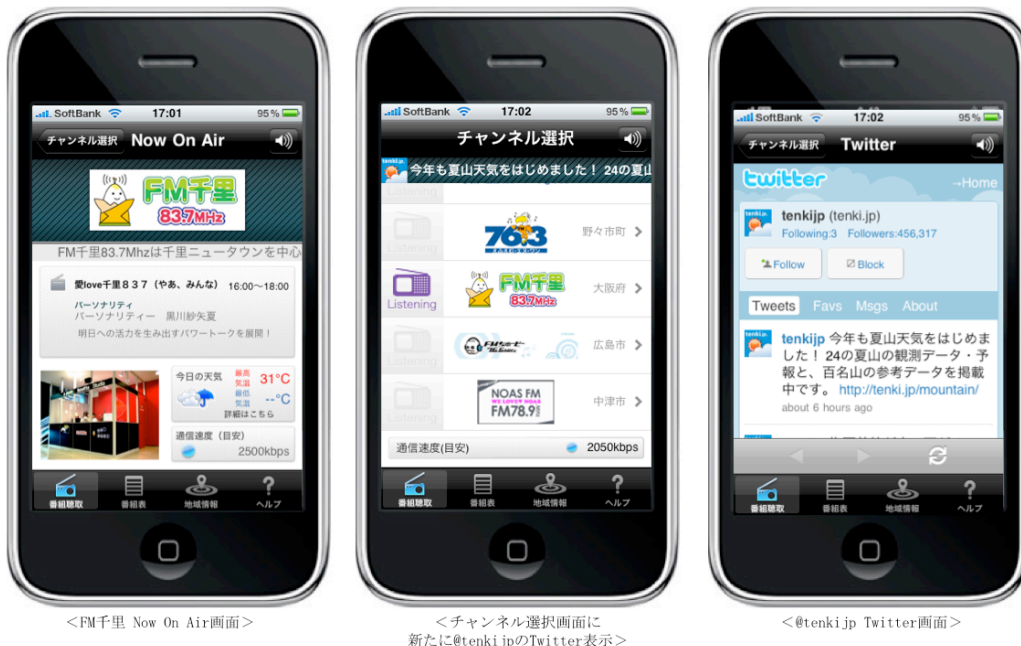 SoftBank 17:01 95%
チャンネル選択 Now On Air
FM千里
83.7MHz
FM千里83.7Mhzは千里ニュータウンを中心
愛love千里８３７（やあ、みんな） 16:00〜18:00
パーソナリティ
パーソナリティー 黒川紗矢夏
明日への活力を生み出すパワートークを展開！
今日の天気 最高気温 31°C
最低気温 --°C
詳細はこちら
通信速度（目安）
2500kbps
番組聴取 番組表 地域情報 ヘルプ
＜FM千里 Now On Air画面＞
SoftBank 17:02 95%
チャンネル選択
tenki.jp 今年も夏山天気をはじめました！ 24の夏山
Listening
76.3
野々市町
Listening
FM千里
83.7MHz
大阪府
Listening
広島市
NOAS FM
WE LOVE NOAS
FM78.9
中津市
通信速度(目安) 2050kbps
番組聴取 番組表 地域情報 ヘルプ
＜チャンネル選択画面に
新たに@tenkijpのTwitter表示＞
SoftBank 17:02 95%
チャンネル選択 Twitter
twitter →Home
tenki.jp
tenkijp (tenki.jp)
Following:3 Followers:456,317
Follow Block
Tweets Favs Msgs About
tenki.jp
tenkijp 今年も夏山天気をはじめま
した！ 24の夏山の観測データ・予
報と、百名山の参考データを掲載
中です。 http://tenki.jp/mountain/
about 6 hours ago
番組聴取 番組表 地域情報 ヘルプ
＜@tenkijp Twitter画面＞